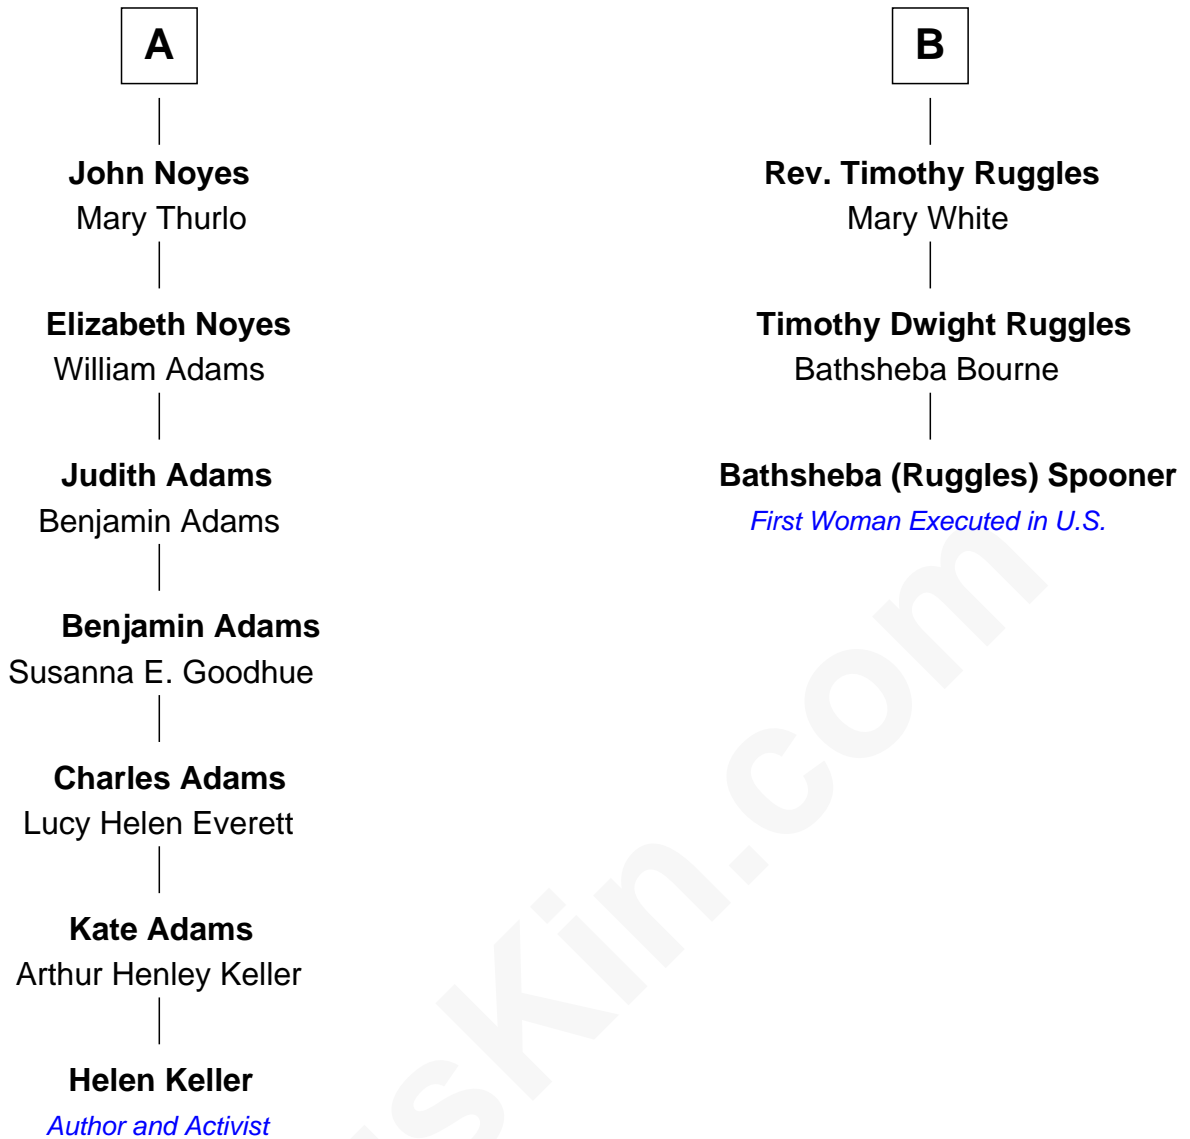 A
John Noyes
Mary Thurlo
Elizabeth Noyes
William Adams
Judith Adams
Benjamin Adams
Benjamin Adams
Susanna E. Goodhue
Charles Adams
Lucy Helen Everett
Kate Adams
Arthur Henley Keller
Helen Keller
Author and Activist
B
Rev. Timothy Ruggles
Mary White
Timothy Dwight Ruggles
Bathsheba Bourne
Bathsheba (Ruggles) Spooner
First Woman Executed in U.S.
sKin.com